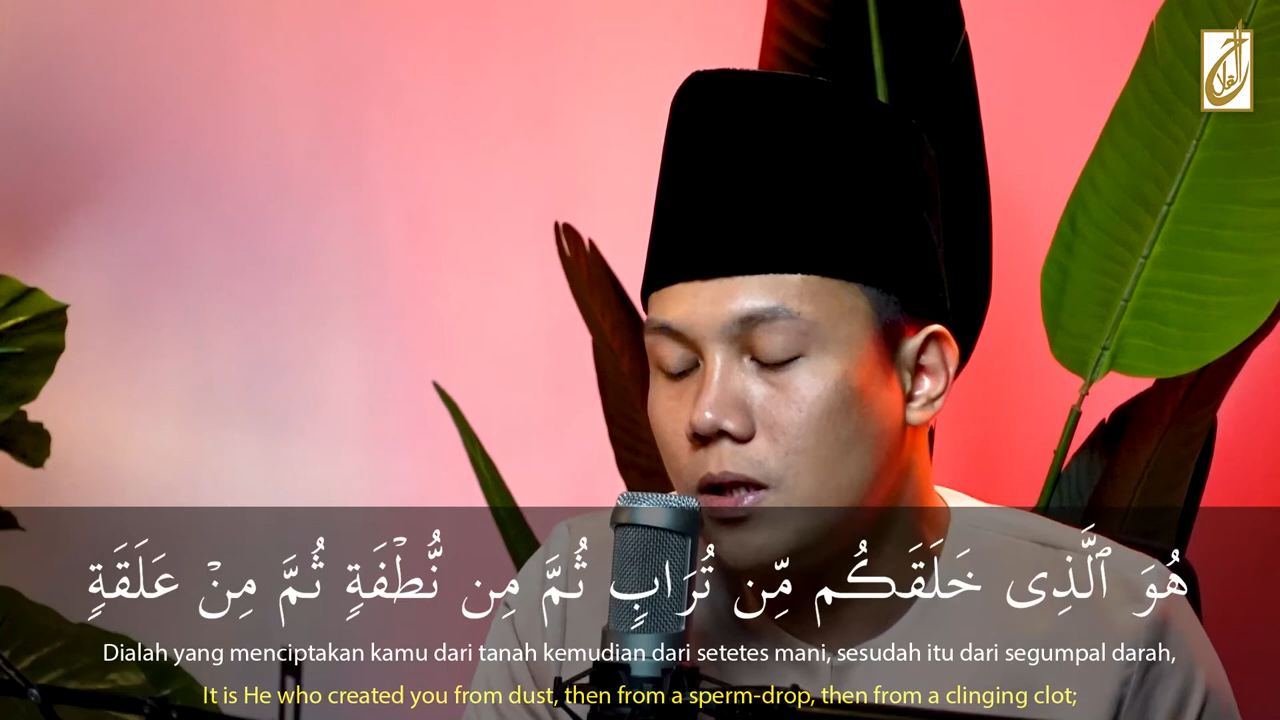 هُوَ ٱلَّذِى خَلَقَكُم مِّن تُرَابٍ ثُمَّ مِن نُّطْفَةٍ ثُمَّ مِنْ عَلَقَةٍ
Dialah yang menciptakan kamu dari tanah kemudian dari setetes mani, sesudah itu dari segumpal darah,
It is He who created you from dust, then from a sperm-drop, then from a clinging clot;